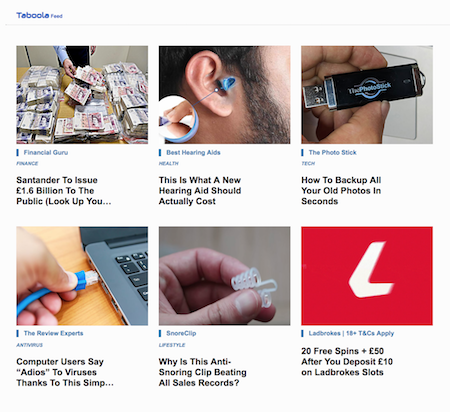 Taboola Feed
ThePhotoStick
Financial Guru
FINANCE
Santander To Issue
£1.6 Billion To The
Public (Look Up You…
Best Hearing Aids
HEALTH
This Is What A New
Hearing Aid Should
Actually Cost
The Photo Stick
TECH
How To Backup All
Your Old Photos In
Seconds
The Review Experts
ANTIVIRUS
Computer Users Say
“Adios” To Viruses
Thanks To This Simp…
SnoreClip
LIFESTYLE
Why Is This Anti-
Snoring Clip Beating
All Sales Records?
Ladbrokes | 18+ T&Cs Apply
20 Free Spins + £50
After You Deposit £10
on Ladbrokes Slots